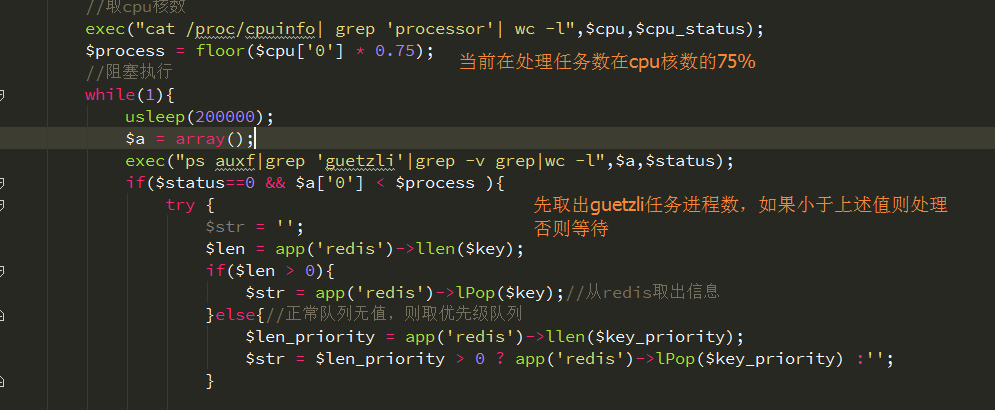 //取cpu核数
exec("cat /proc/cpuinfo| grep 'processor'| wc -l",$cpu,$cpu_status);
$process = floor($cpu['0'] * 0.75);
当前在处理任务数在cpu核数的75%
//阻塞执行
while(1){
usleep(200000);
$a = array();
exec("ps auxf|grep 'guetzli'|grep -v grep|wc -l",$a,$status);
if($status==0 && $a['0'] < $process ){
try {
先取出guetzli任务进程数，如果小于上述值则处理
否则等待
$str = '';
$len = app('redis')->llen($key);
if($len > 0){
$str = app('redis')->lPop($key);//从redis取出信息
}else{//正常队列无值，则取优先级队列
$len_priority = app('redis')->llen($key_priority);
$str = $len_priority > 0 ? app('redis')->lPop($key_priority) :'';
}